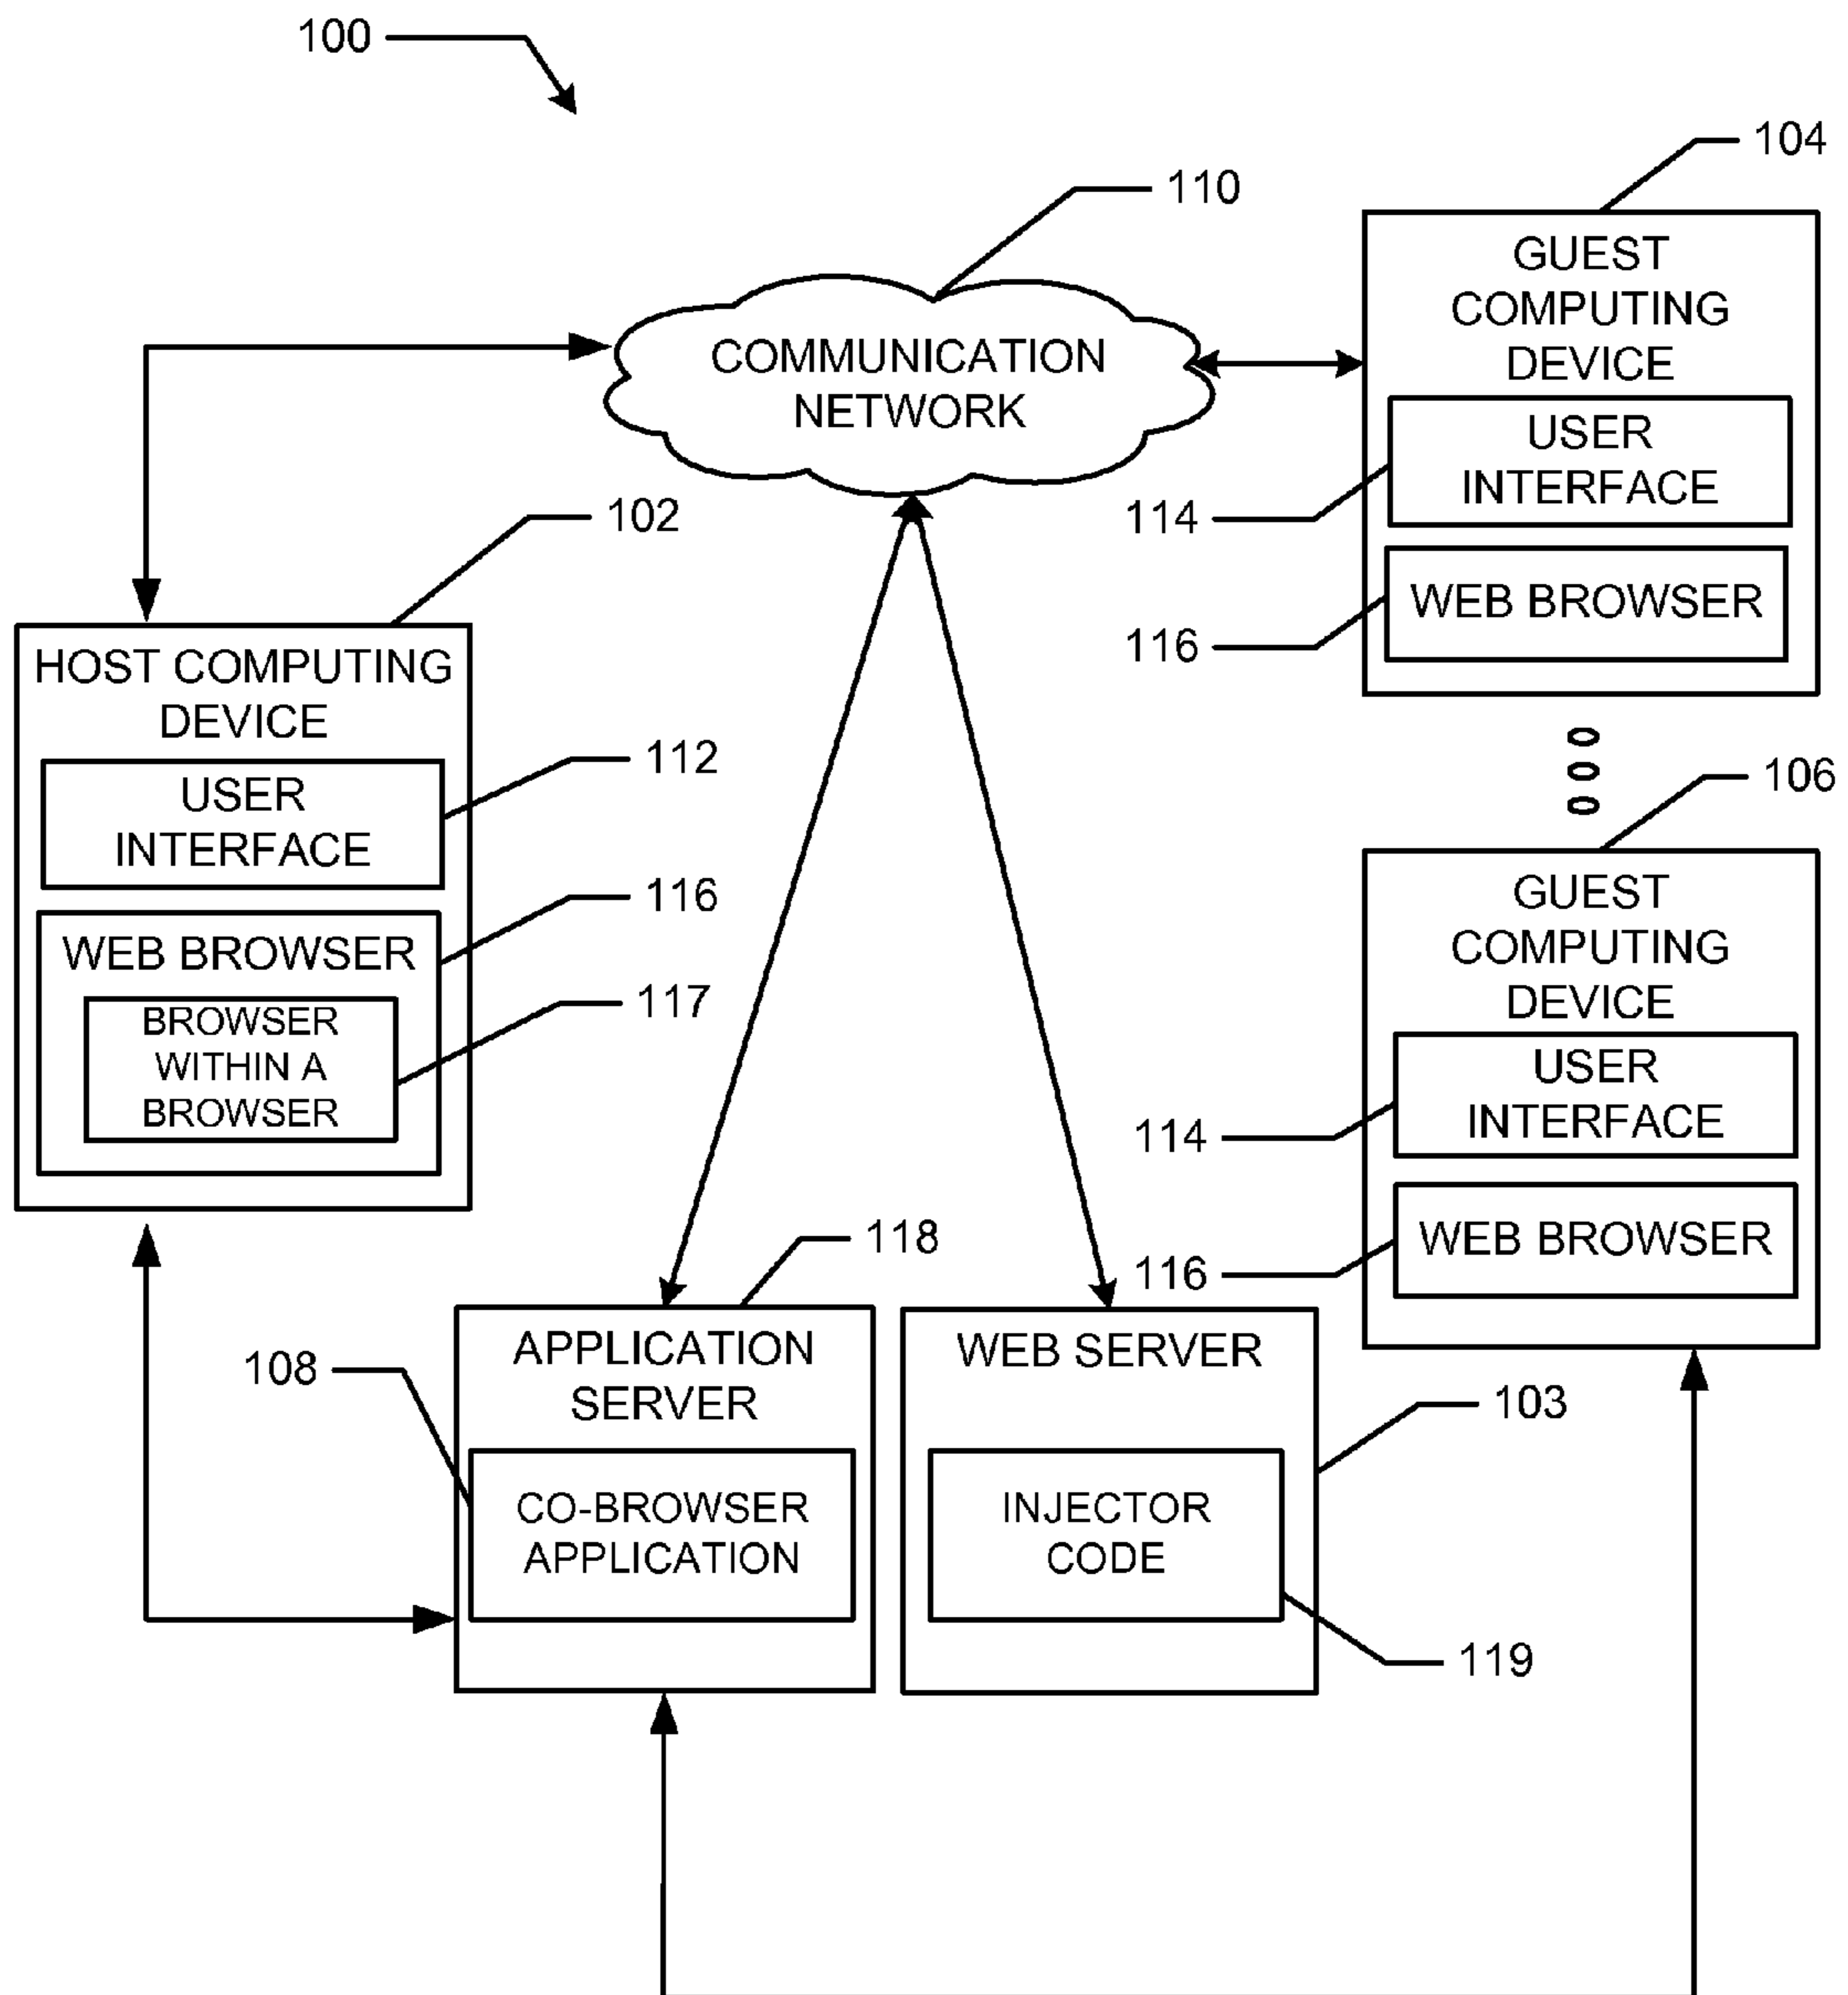 100
104
110
GUEST
COMPUTING
DEVICE
COMMUNICATION
NETWORK
USER
INTERFACE
114
102
WEB BROWSER
116
HOST COMPUTING
DEVICE
112
USER
INTERFACE
106
116
WEB BROWSER
GUEST
COMPUTING
DEVICE
117
BROWSER
WITHIN A
BROWSER
USER
INTERFACE
114
118
WEB BROWSER
116
APPLICATION
SERVER
WEB SERVER
108
103
CO-BROWSER
APPLICATION
INJECTOR
CODE
119